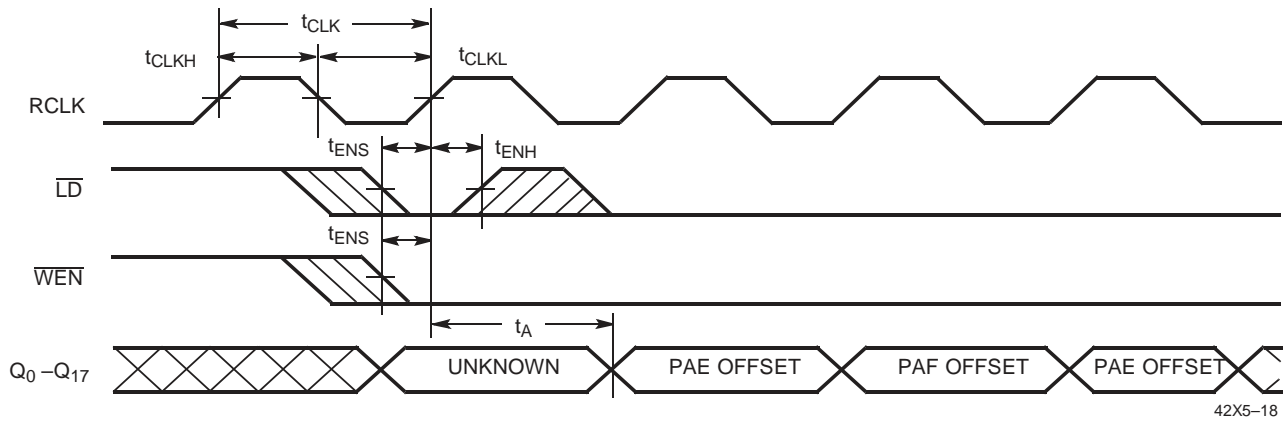 tCLK
tCLKH
tCLKL
RCLK
tENS
tENH
LD
tENS
WEN
tA
Q0 –Q17
UNKNOWN
PAE OFFSET
PAF OFFSET
PAE OFFSET
42X5–18